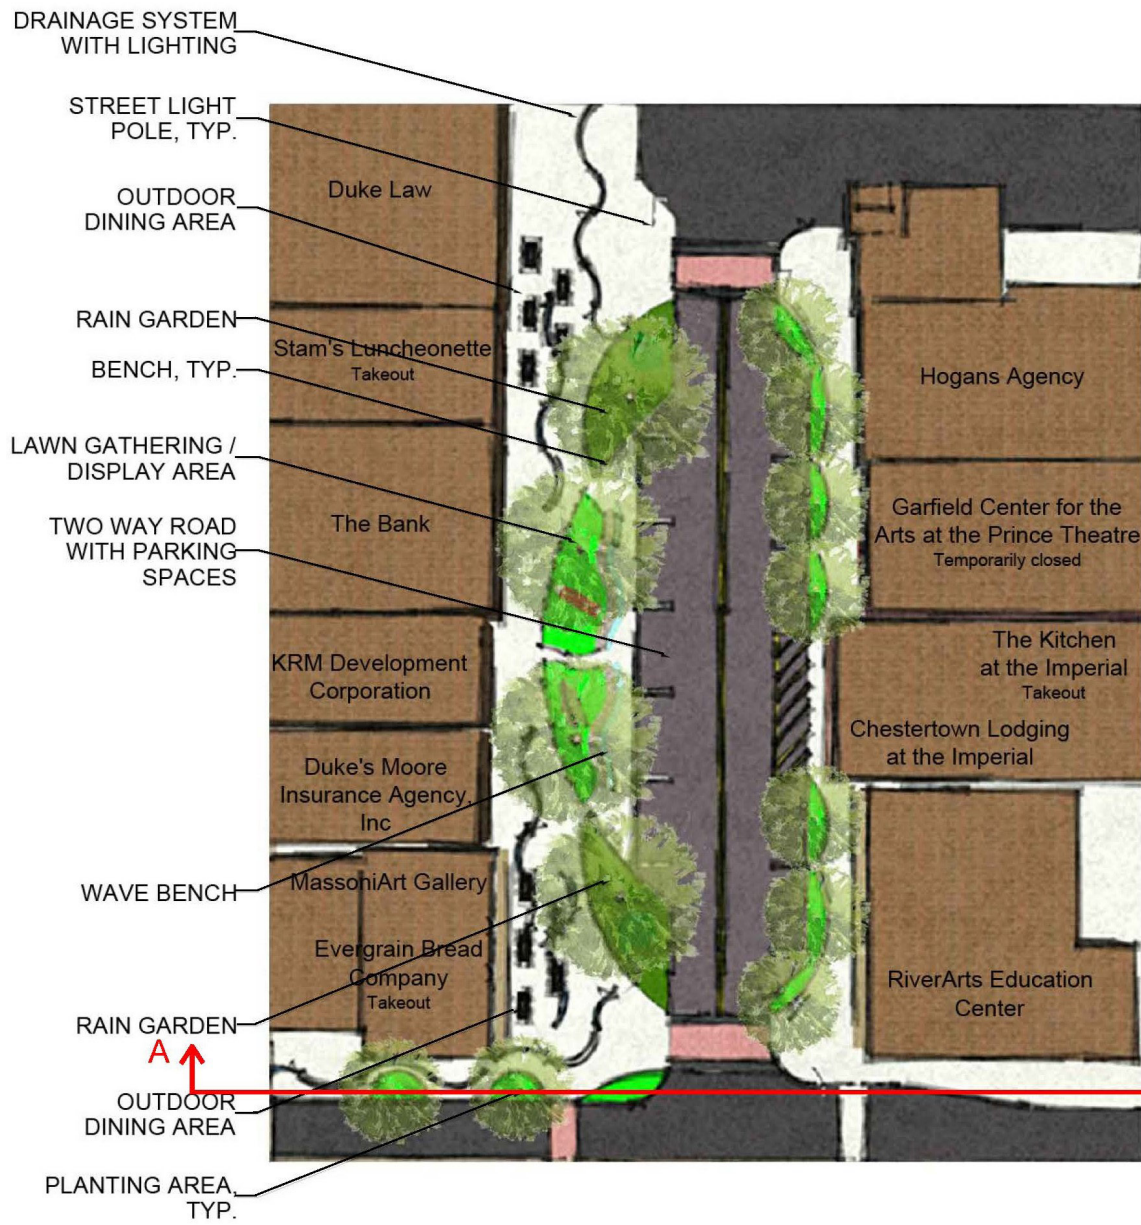 DRAINAGE SYSTEM
WITH LIGHTING
STREET LIGHT
POLE, TYP.
OUTDOOR
DINING AREA
RAIN GARDEN
BENCH, TYP.
LAWN GATHERING /
DISPLAY AREA
TWO WAY ROAD
WITH PARKING
SPACES
WAVE BENCH
RAIN GARDEN
A
OUTDOOR
DINING AREA
PLANTING AREA,
TYP.
Duke Law
Stam's Luncheonette
Takeout
The Bank
KRM Development
Corporation
Duke's Moore
Insurance Agency,
Inc
MassoniArt Gallery
Evergrain Bread
Company
Takeout
Hogans Agency
Garfield Center for the
Arts at the Prince Theatre
Temporarily closed
The Kitchen
at the Imperial
Takeout
Chestertown Lodging
at the Imperial
RiverArts Education
Center